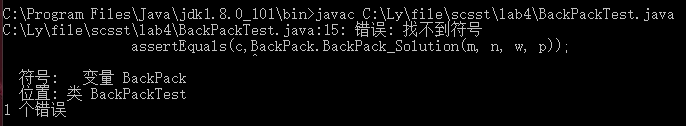 C:\Program Files\Java\jdk1.8.0_101\bin>javac C:\Ly\file\scsst\lab4\BackPackTest.java
C:\Ly\file\scsst\lab4\BackPackTest.java:15: 错误: 找不到符号
assertEquals(c,BackPack.BackPack_Solution(m, n, w, p));
^
符号:   变量 BackPack
位置: 类 BackPackTest
1 个错误